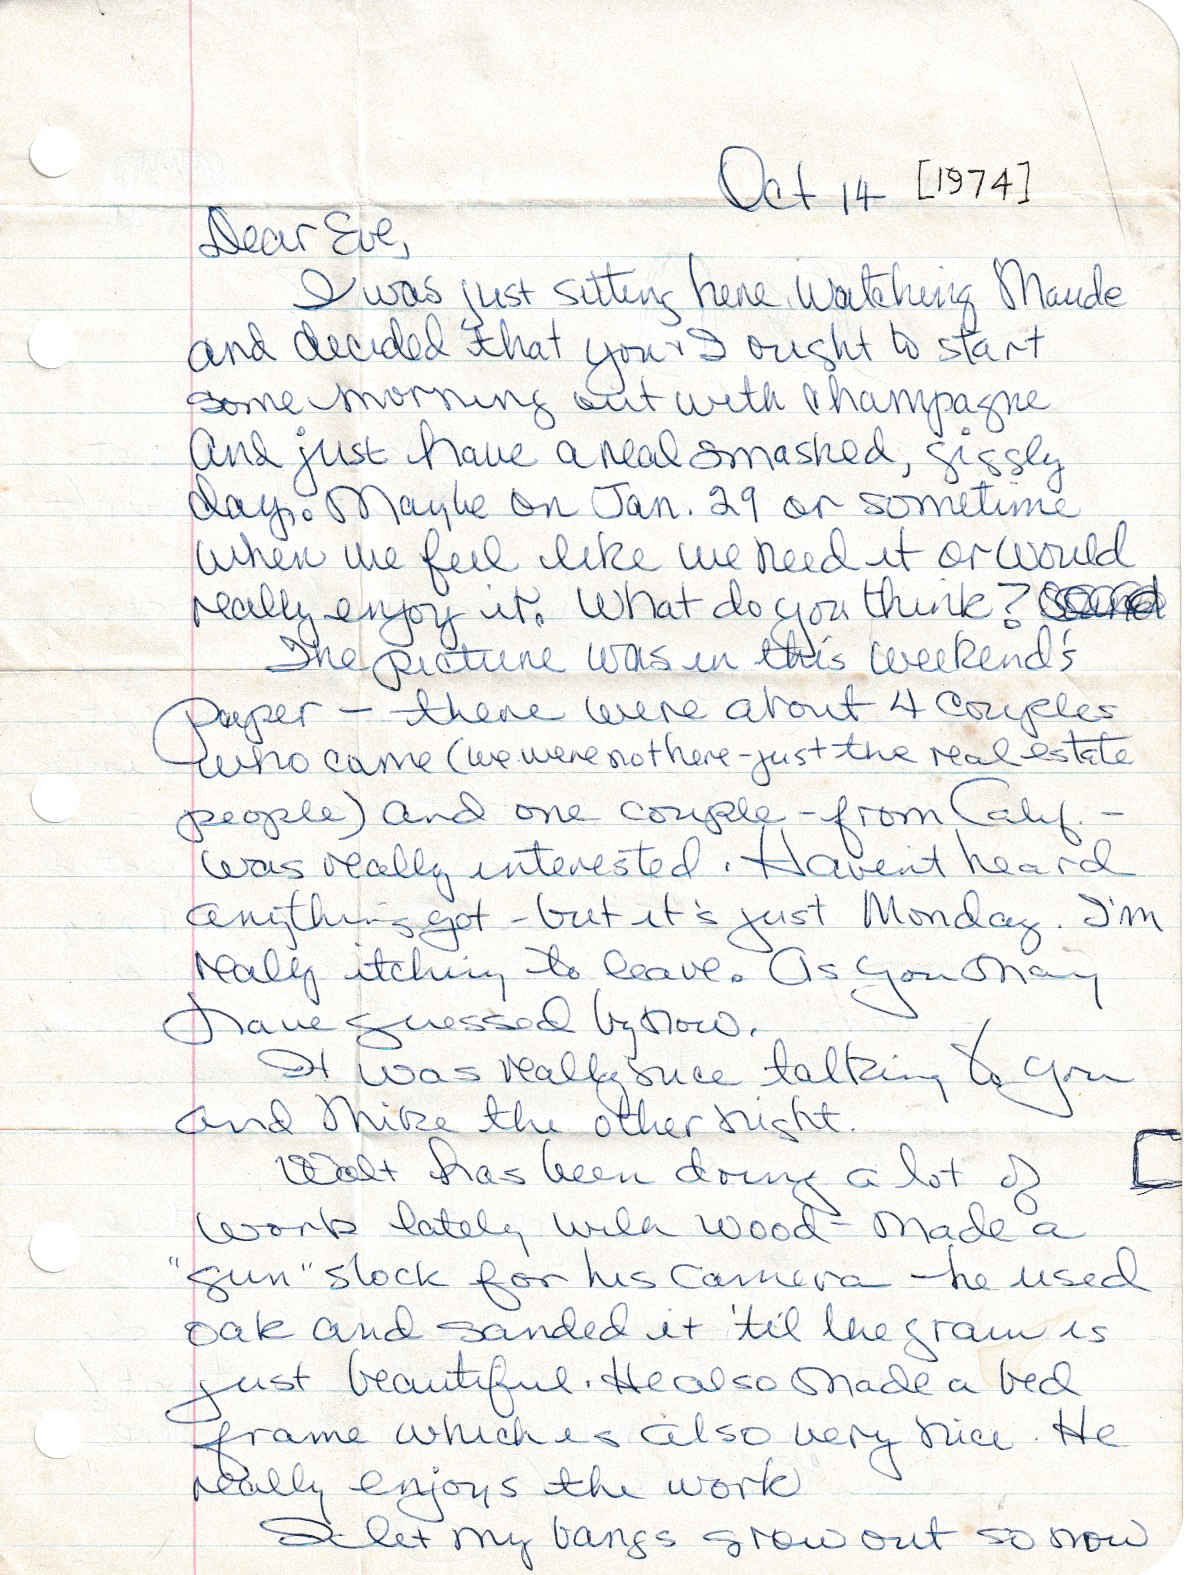 Oct 14 [1974]
Dear Eve,
I was just sitting here watching Maude
and decided that you & I ought to start
some morning out with champagne
and just have a real smashed, giggly
day. Maybe on Jan. 29 or sometime
when we feel like we need it or would
really enjoy it. What do you think?
The picture was in this weekend's
paper – there were about 4 couples
who came (we were not here – just the real estate
people) and one couple – from Calif. –
was really interested. Haven't heard
anything yet – but it's just Monday. I'm
really itching to leave. As you may
have guessed by now.
It was really nice talking to you
and Mike the other night.
Walt has been doing a lot of
work lately with wood – made a
"gun" stock for his camera – he used
oak and sanded it 'til the grain is
just beautiful. He also made a bed
frame which is also very nice. He
really enjoys the work
I let my bangs grow out so now